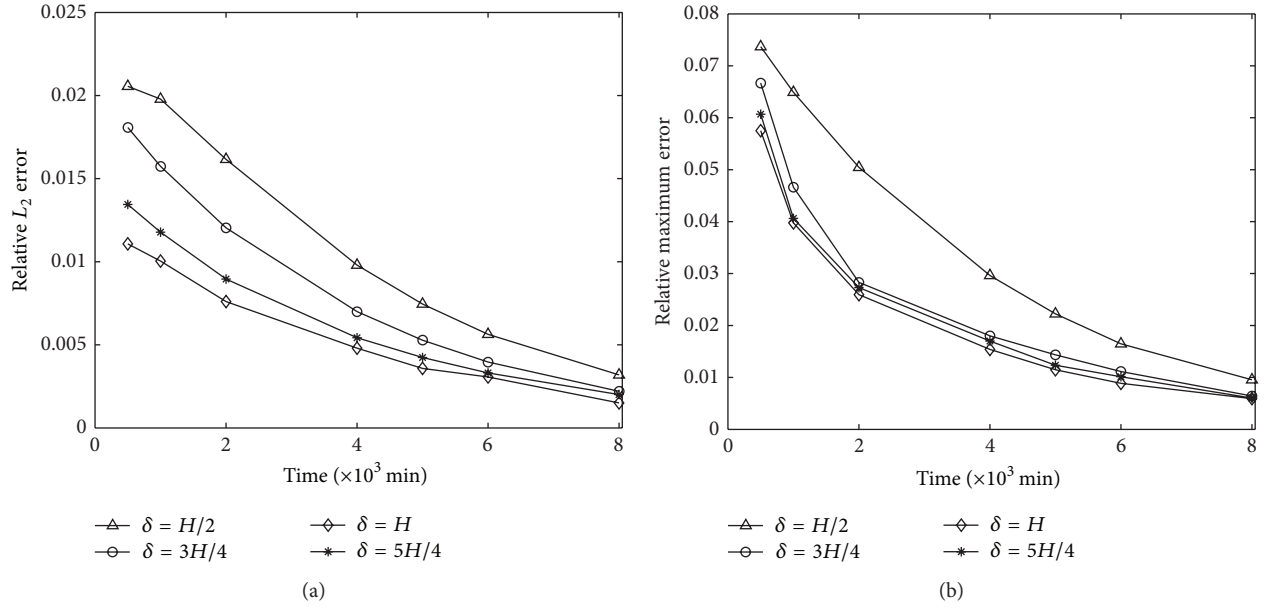 0.025
0.02
0.015
0.01
0.005
0
0 2 4 6 8
Relative L2 error
Time (×10³ min)
δ = H/2 δ = H
δ = 3H/4 δ = 5H/4
(a)
0.08
0.07
0.06
0.05
0.04
0.03
0.02
0.01
0
0 2 4 6 8
Relative maximum error
Time (×10³ min)
δ = H/2 δ = H
δ = 3H/4 δ = 5H/4
(b)